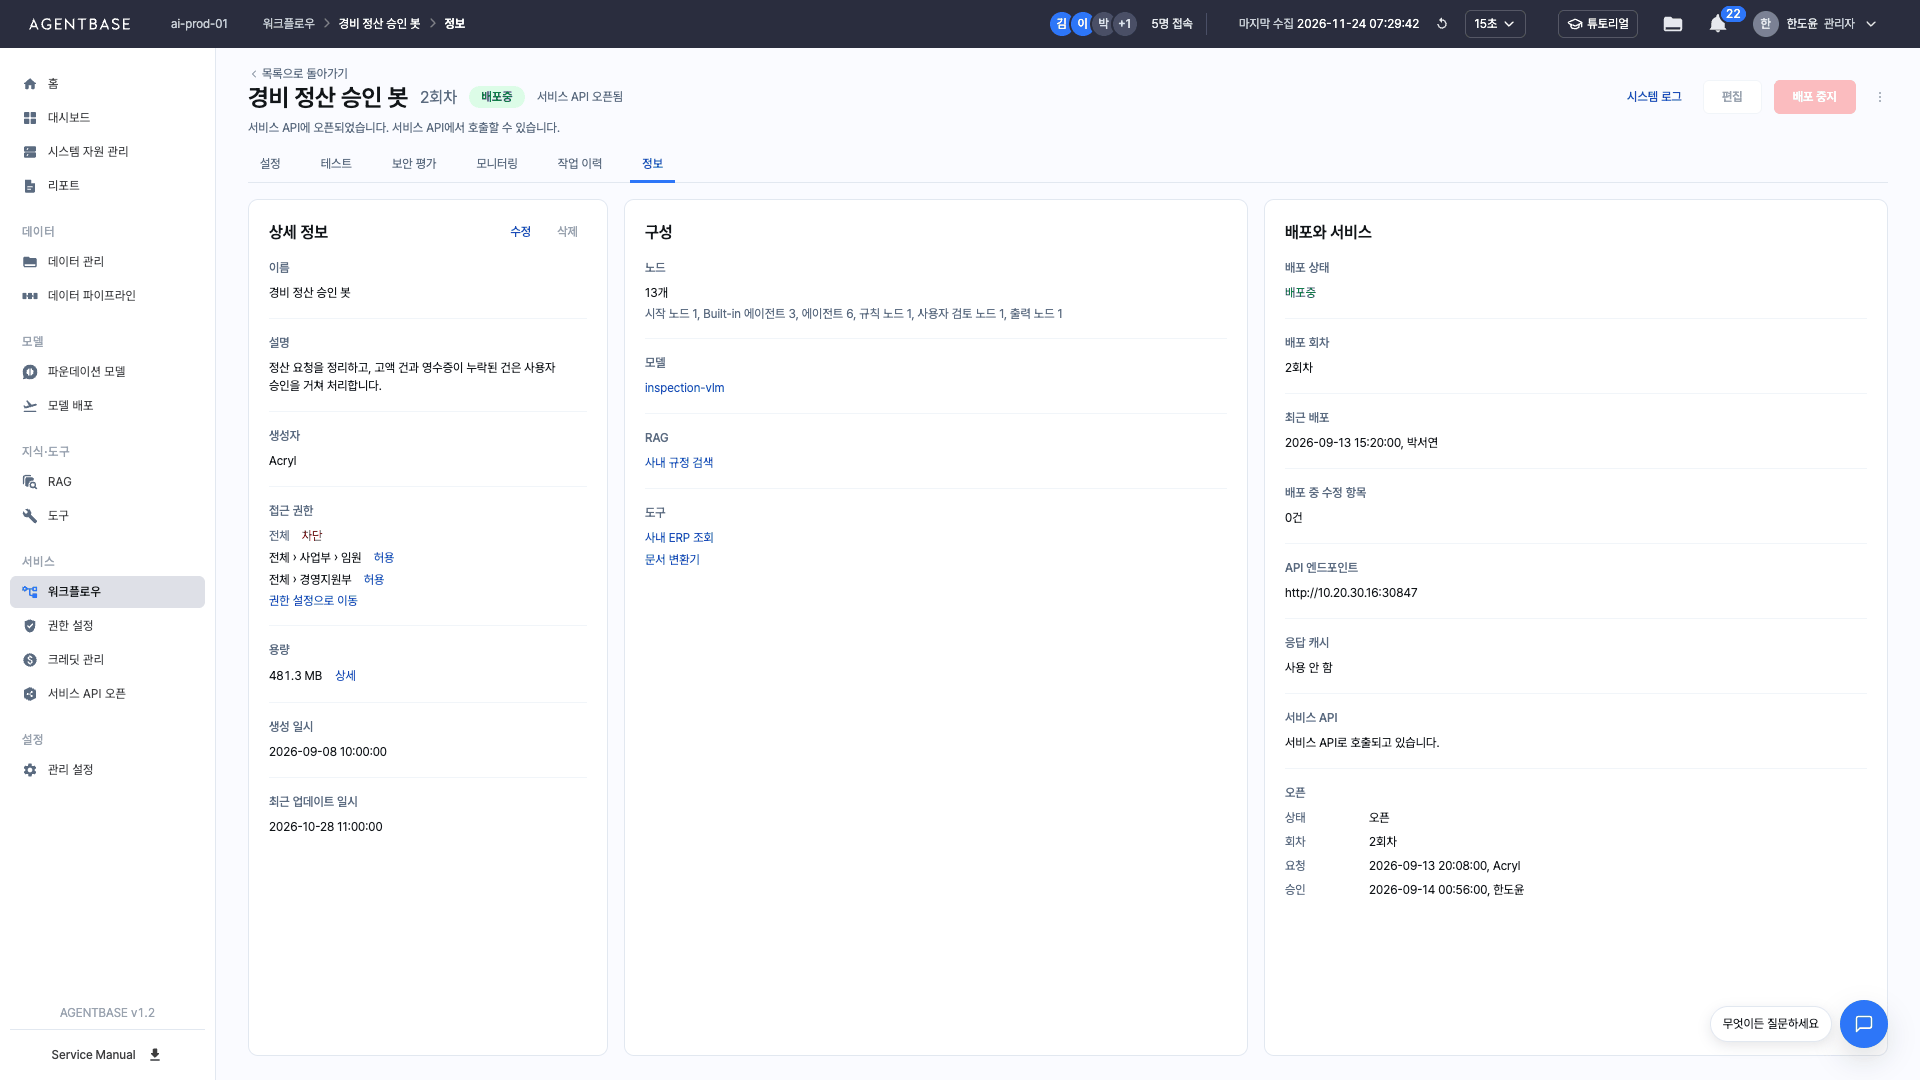 AGENTBASE
ai-prod-01
워크플로우 > 경비 정산 승인 봇 > 정보
김 이 박 +1 5명 접속
마지막 수집 2026-11-24 07:29:42
15초
튜토리얼
22
한 한도윤 관리자
홈
대시보드
시스템 자원 관리
리포트
데이터
데이터 관리
데이터 파이프라인
모델
파운데이션 모델
모델 배포
지식·도구
RAG
도구
서비스
워크플로우
권한 설정
크레딧 관리
서비스 API 오픈
설정
관리 설정
AGENTBASE v1.2
Service Manual
목록으로 돌아가기
경비 정산 승인 봇 2회차 배포중 서비스 API 오픈됨
서비스 API에 오픈되었습니다. 서비스 API에서 호출할 수 있습니다.
시스템 로그 편집 배포 중지
설정 테스트 보안 평가 모니터링 작업 이력 정보
상세 정보 수정 삭제
이름
경비 정산 승인 봇
설명
정산 요청을 정리하고, 고액 건과 영수증이 누락된 건은 사용자
승인을 거쳐 처리합니다.
생성자
Acryl
접근 권한
전체 차단
전체 › 사업부 › 임원 허용
전체 › 경영지원부 허용
권한 설정으로 이동
용량
481.3 MB 상세
생성 일시
2026-09-08 10:00:00
최근 업데이트 일시
2026-10-28 11:00:00
구성
노드
13개
시작 노드 1, Built-in 에이전트 3, 에이전트 6, 규칙 노드 1, 사용자 검토 노드 1, 출력 노드 1
모델
inspection-vlm
RAG
사내 규정 검색
도구
사내 ERP 조회
문서 변환기
배포와 서비스
배포 상태
배포중
배포 회차
2회차
최근 배포
2026-09-13 15:20:00, 박서연
배포 중 수정 항목
0건
API 엔드포인트
http://10.20.30.16:30847
응답 캐시
사용 안 함
서비스 API
서비스 API로 호출되고 있습니다.
오픈
상태 오픈
회차 2회차
요청 2026-09-13 20:08:00, Acryl
승인 2026-09-14 00:56:00, 한도윤
무엇이든 질문하세요